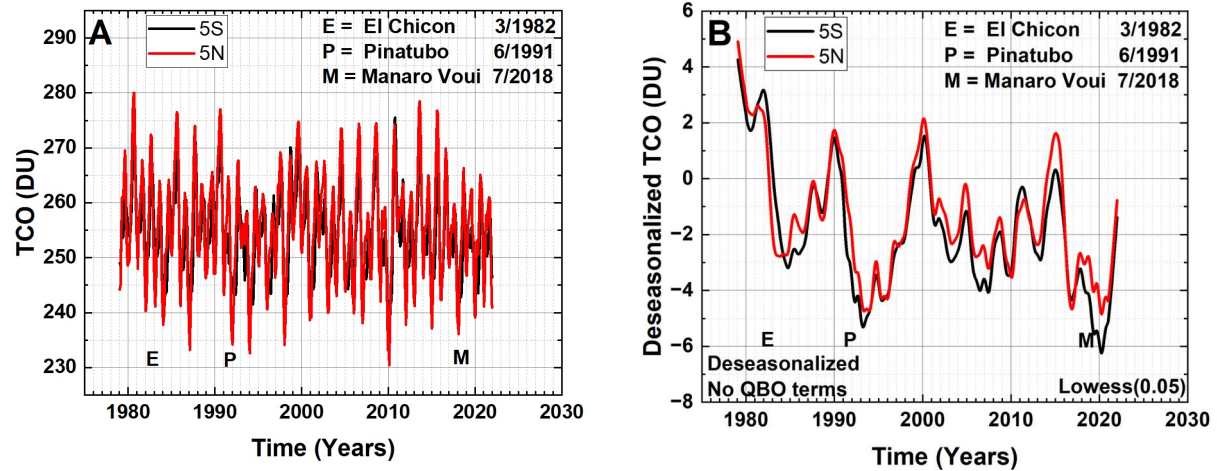 A
5S
5N
E = El Chicon 3/1982
P = Pinatubo 6/1991
M = Manaro Voui 7/2018
TCO (DU)
290
280
270
260
250
240
230
E
P
M
1980
1990
2000
2010
2020
2030
Time (Years)
B
5S
5N
E = El Chicon 3/1982
P = Pinatubo 6/1991
M = Manaro Voui 7/2018
Deseasonalized TCO (DU)
6
4
2
0
−2
−4
−6
−8
E
P
M
Deseasonalized
No QBO terms
Lowess(0.05)
1980
1990
2000
2010
2020
2030
Time (Years)